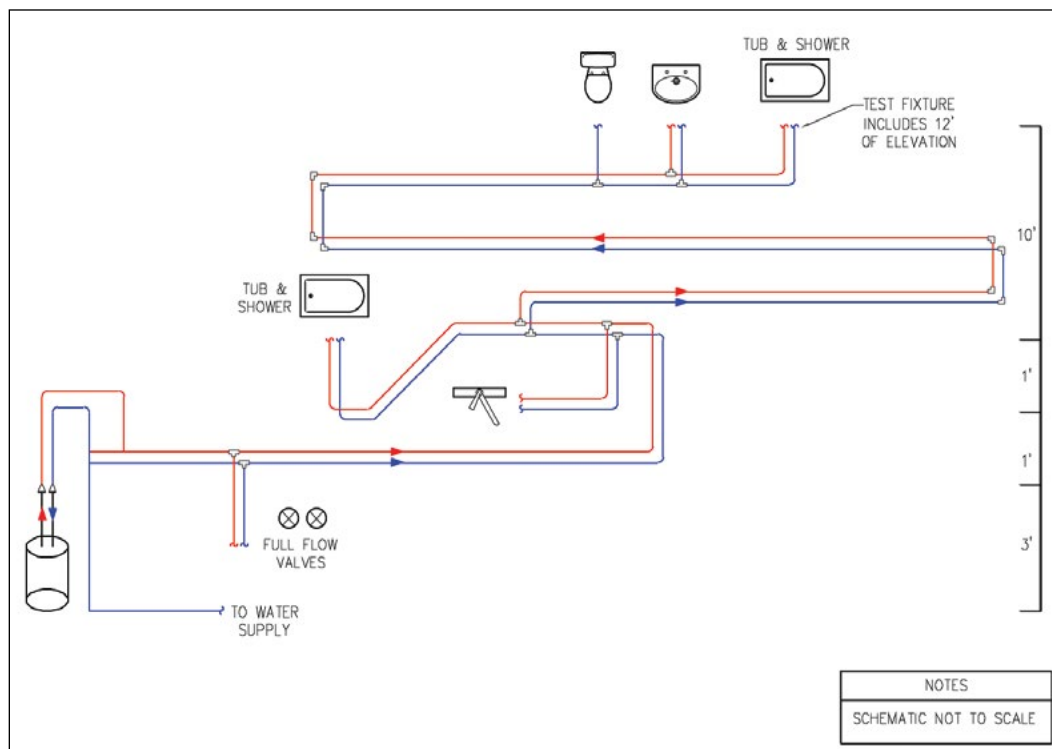 TUB & SHOWER
TEST FIXTURE
INCLUDES 12'
OF ELEVATION
10'
TUB &
SHOWER
1'
1'
FULL FLOW
VALVES
3'
TO WATER
SUPPLY
NOTES
SCHEMATIC NOT TO SCALE